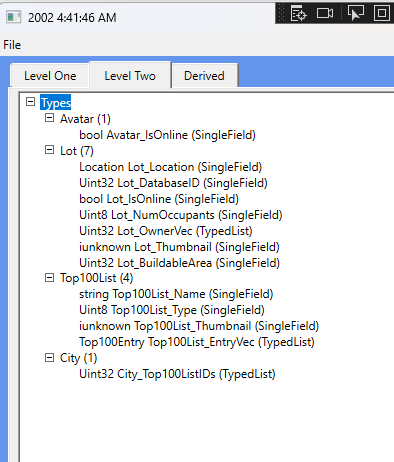 2002 4:41:46 AM
File
Level One Level Two Derived
Types
Avatar (1)
bool Avatar_IsOnline (SingleField)
Lot (7)
Location Lot_Location (SingleField)
Uint32 Lot_DatabaseID (SingleField)
bool Lot_IsOnline (SingleField)
Uint8 Lot_NumOccupants (SingleField)
Uint32 Lot_OwnerVec (TypedList)
iunknown Lot_Thumbnail (SingleField)
Uint32 Lot_BuildableArea (SingleField)
Top100List (4)
string Top100List_Name (SingleField)
Uint8 Top100List_Type (SingleField)
iunknown Top100List_Thumbnail (SingleField)
Top100Entry Top100List_EntryVec (TypedList)
City (1)
Uint32 City_Top100ListIDs (TypedList)